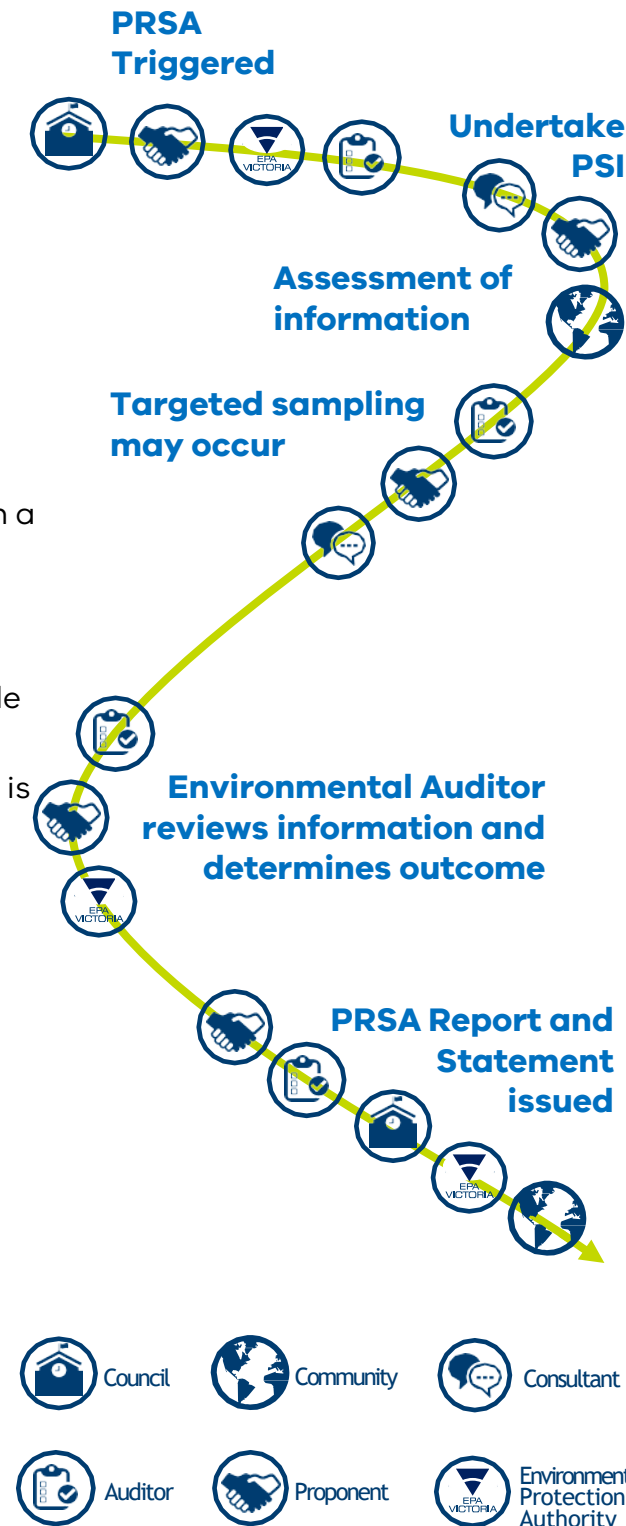 PRSA
Triggered
EPA
VICTORIA
Undertake
PSI
Assessment of
information
Targeted sampling
may occur
n a
le
is
Environmental Auditor
reviews information and
determines outcome
EPA
VICTORIA
PRSA Report and
Statement
issued
EPA
VICTORIA
Council
Community
Consultant
Auditor
Proponent
EPA
VICTORIA
Environment
Protection
Authority